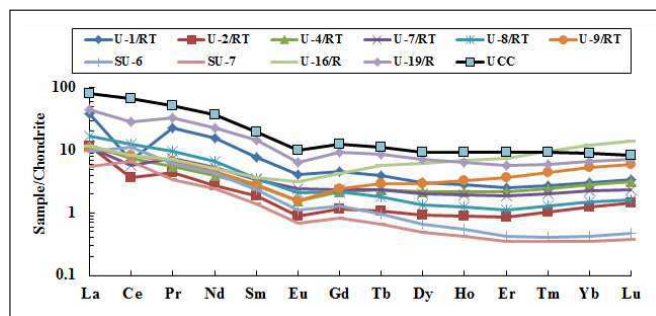 U-1/RT U-2/RT U-4/RT U-7/RT U-8/RT U-9/RT
SU-6 SU-7 U-16/R U-19/R UCC
Sample/Chondrite
100
10
1
0.1
La Ce Pr Nd Sm Eu Gd Tb Dy Ho Er Tm Yb Lu